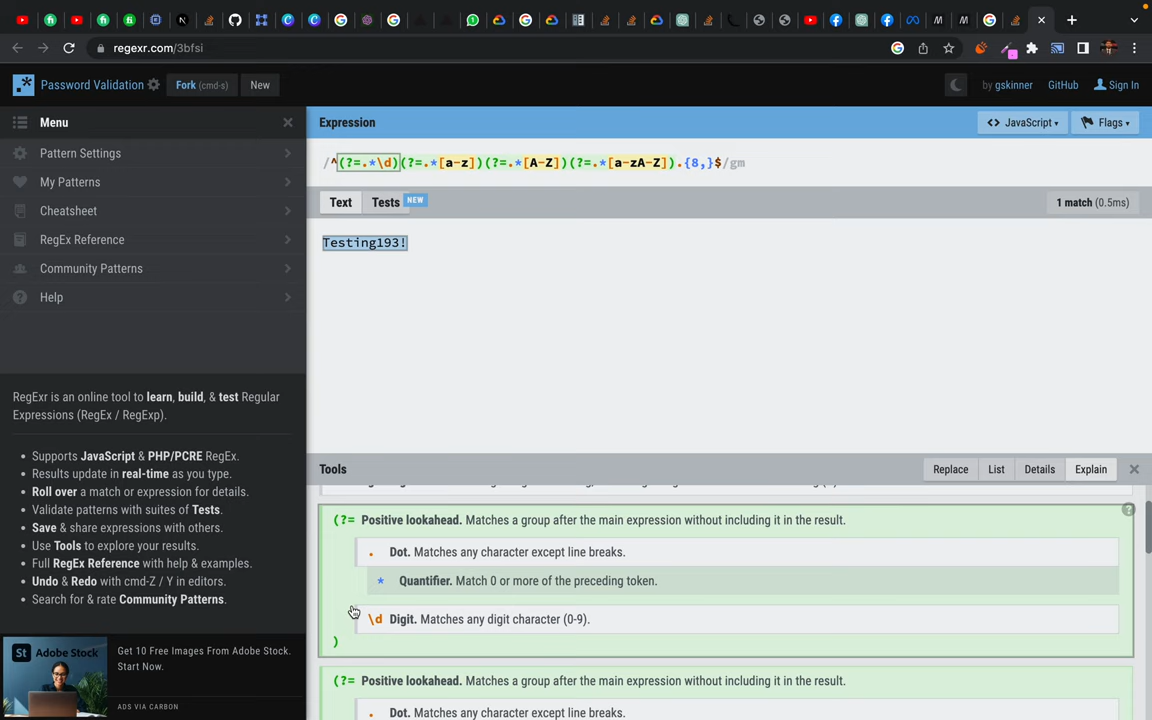 regexr.com/3bfsi
Password Validation
Fork (cmd-s)
New
by gskinner
GitHub
Sign In
Menu
Expression
JavaScript
Flags
Pattern Settings
/^(?=.*\d)(?=.*[a-z])(?=.*[A-Z])(?=.*[a-zA-Z]).{8,}$/gm
My Patterns
Text
Tests NEW
1 match (0.5ms)
Cheatsheet
RegEx Reference
Testing193!
Community Patterns
Help
RegExr is an online tool to learn, build, & test Regular
Expressions (RegEx / RegExp).
Supports JavaScript & PHP/PCRE RegEx.
Results update in real-time as you type.
Roll over a match or expression for details.
Validate patterns with suites of Tests.
Save & share expressions with others.
Use Tools to explore your results.
Full RegEx Reference with help & examples.
Undo & Redo with cmd-Z / Y in editors.
Search for & rate Community Patterns.
Tools
Replace
List
Details
Explain
(?= Positive lookahead. Matches a group after the main expression without including it in the result.
. Dot. Matches any character except line breaks.
* Quantifier. Match 0 or more of the preceding token.
\d Digit. Matches any digit character (0-9).
)
(?= Positive lookahead. Matches a group after the main expression without including it in the result.
. Dot. Matches any character except line breaks.
St Adobe Stock
Get 10 Free Images From Adobe Stock.
Start Now.
ADS VIA CARBON